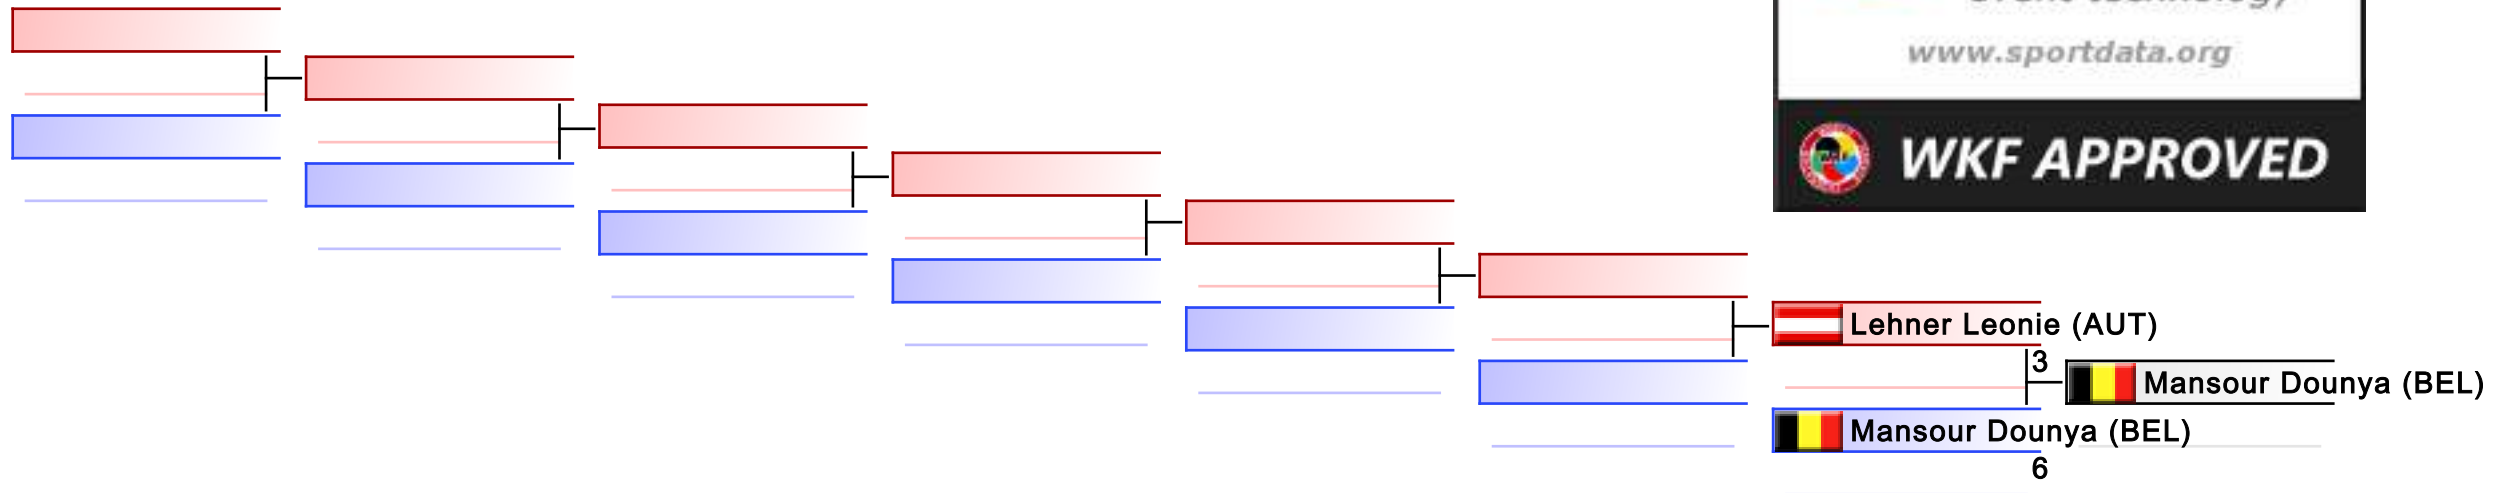 www.sportdata.org
WKF APPROVED
Lehner Leonie (AUT)
3
Mansour Dounya (BEL)
Mansour Dounya (BEL)
6